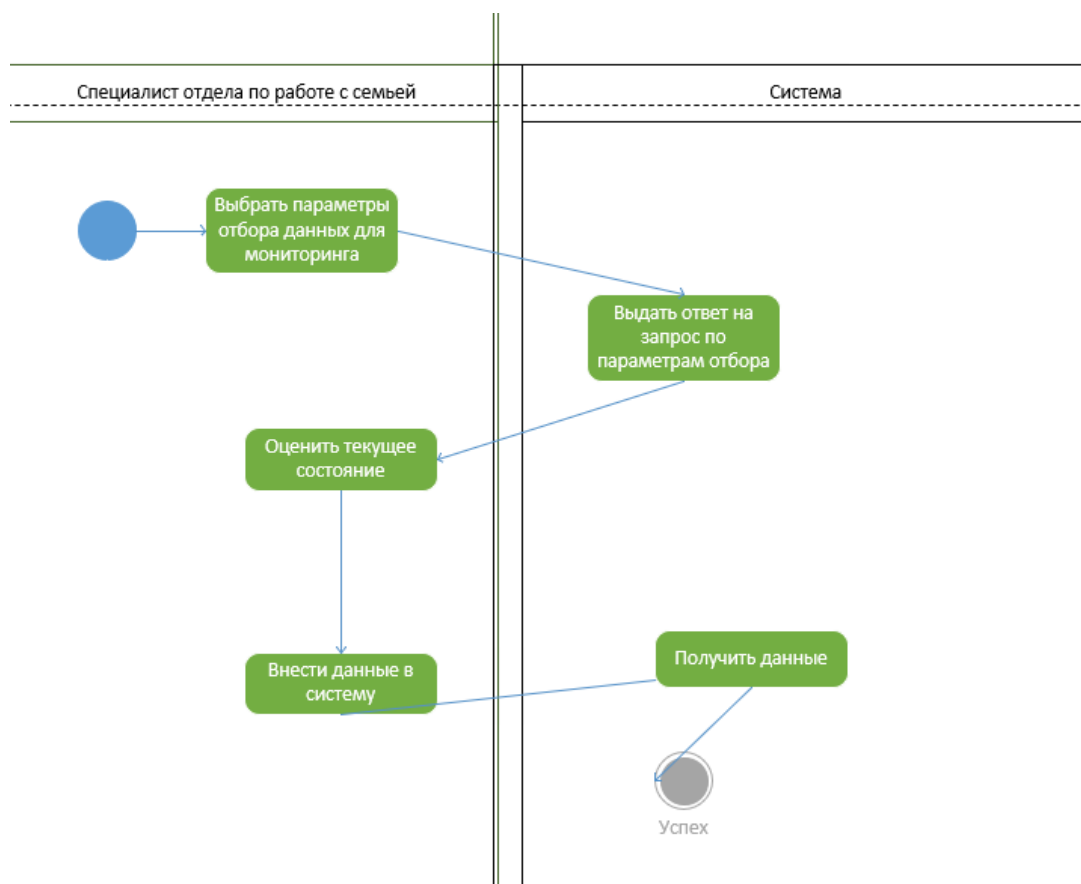 Специалист отдела по работе с семьей
Система
Выбрать параметры
отбора данных для
мониторинга
Выдать ответ на
запрос по
параметрам отбора
Оценить текущее
состояние
Внести данные в
систему
Получить данные
Успех